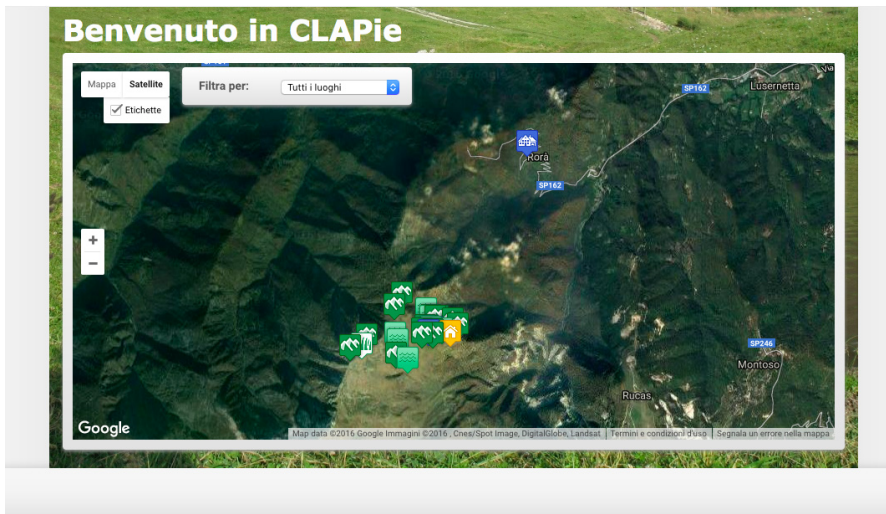 Benvenuto in CLAPie
Mappa Satellite
Etichette
Filtra per: Tutti i luoghi
SP162
Lusernetta
Rorà
SP162
+
−
SP246
Montoso
Rucas
Google
Map data ©2016 Google Immagini ©2016 , Cnes/Spot Image, DigitalGlobe, Landsat Termini e condizioni d'uso Segnala un errore nella mappa